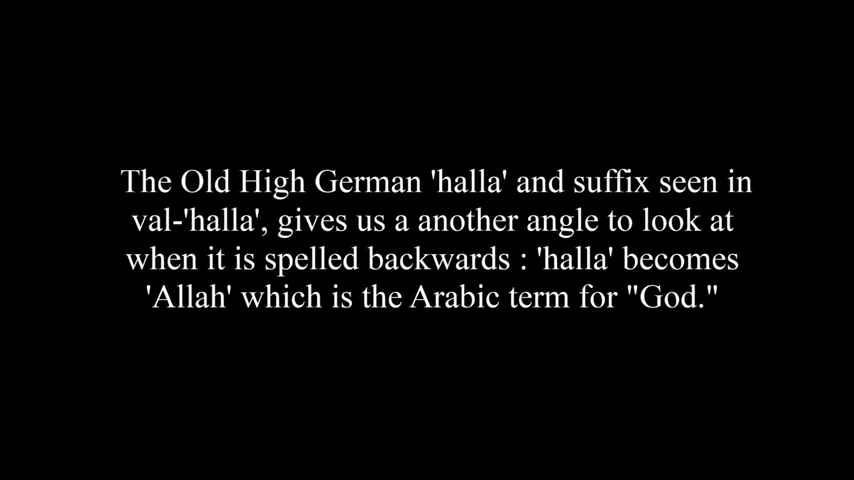 The Old High German 'halla' and suffix seen in
val-'halla', gives us a another angle to look at
when it is spelled backwards : 'halla' becomes
'Allah' which is the Arabic term for "God."